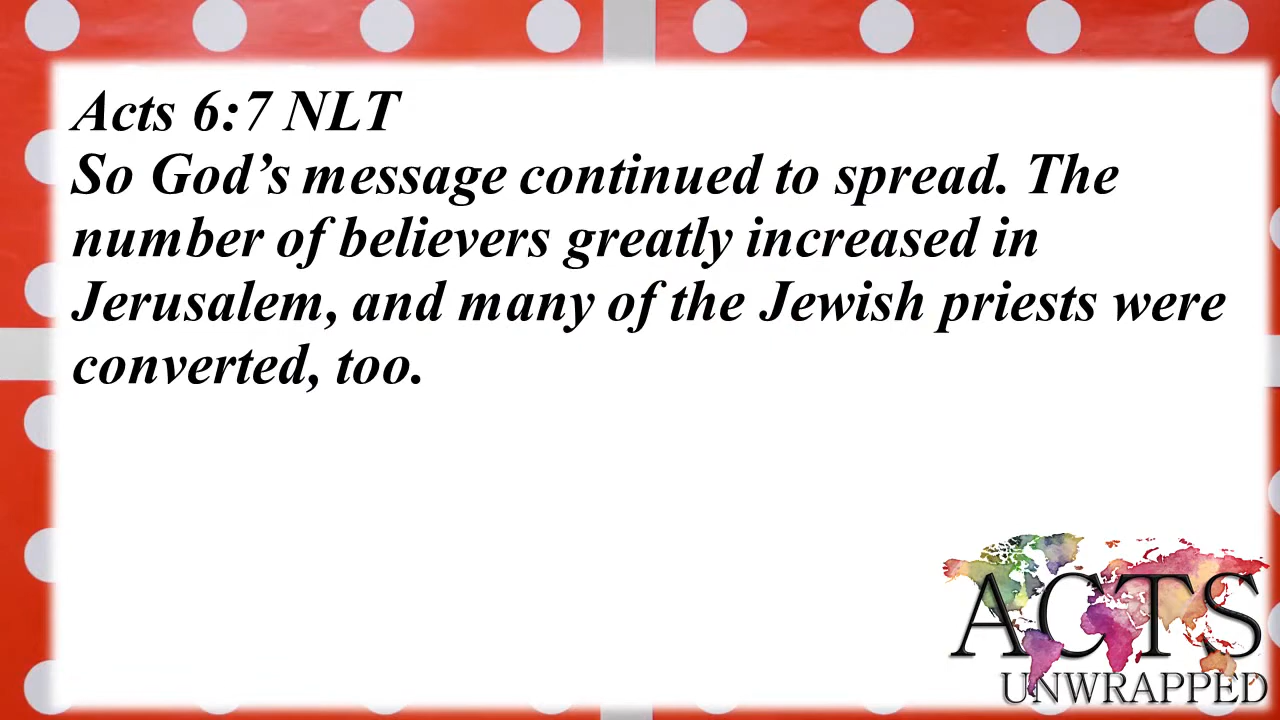 Acts 6:7 NLT
So God’s message continued to spread. The
number of believers greatly increased in
Jerusalem, and many of the Jewish priests were
converted, too.
ACTS
UNWRAPPED